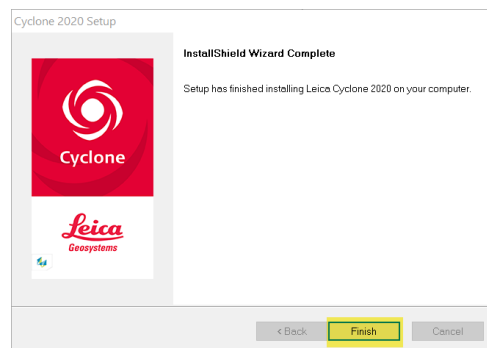 Cyclone 2020 Setup
InstallShield Wizard Complete
Setup has finished installing Leica Cyclone 2020 on your computer.
Cyclone
Leica
Geosystems
< Back
Finish
Cancel